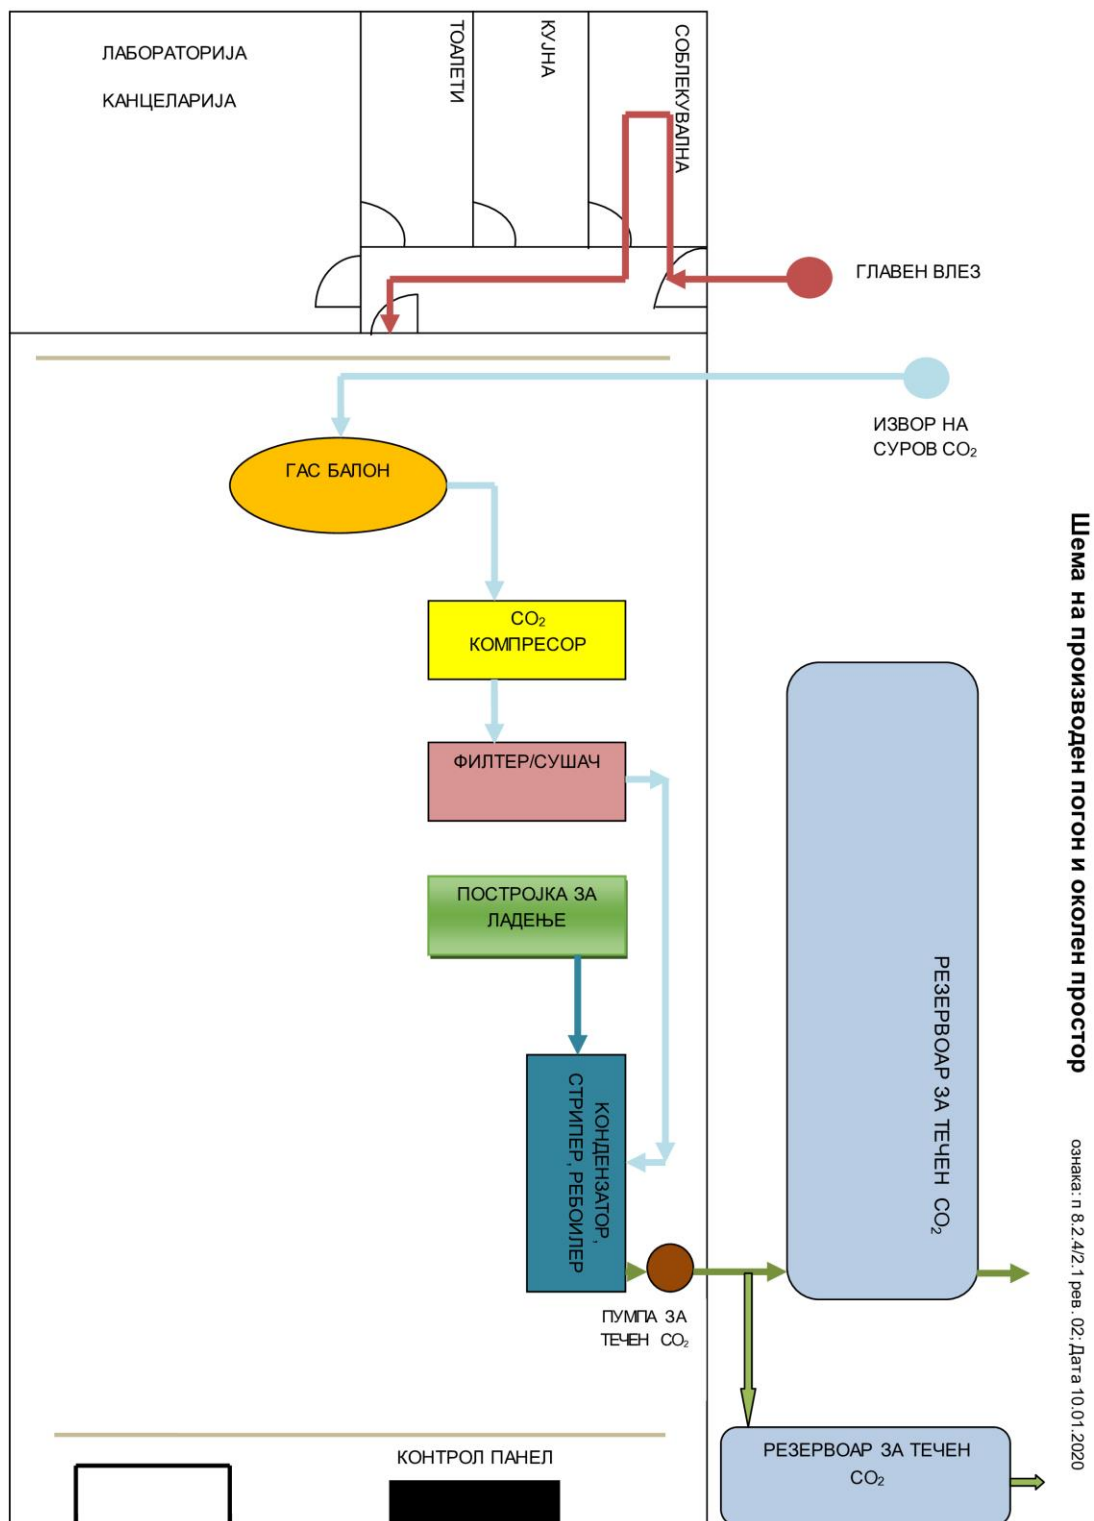 ЛАБОРАТОРИЈА
КАНЦЕЛАРИЈА
ТОАЛЕТИ
КУЈНА
СОБЛЕКУВАЛНА
ГЛАВЕН ВЛЕЗ
ИЗВОР НА
СУРОВ CO₂
ГАС БАЛОН
CO₂
КОМПРЕСОР
ФИЛТЕР/СУШАЧ
ПОСТРОЈКА ЗА
ЛАДЕЊЕ
КОНДЕНЗАТОР,
СТРИПЕР, РЕБОИЛЕР
ПУМПА ЗА
ТЕЧЕН CO₂
РЕЗЕРВОАР ЗА ТЕЧЕН CO₂
РЕЗЕРВОАР ЗА ТЕЧЕН
CO₂
КОНТРОЛ ПАНЕЛ
Шема на производен погон и околен простор
ознака: п 8.2.4/2.1 рев. 02; Дата 10.01.2020